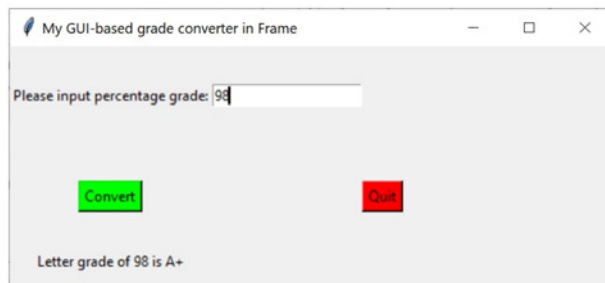 My GUI-based grade converter in Frame
Please input percentage grade: 98
Convert Quit
Letter grade of 98 is A+